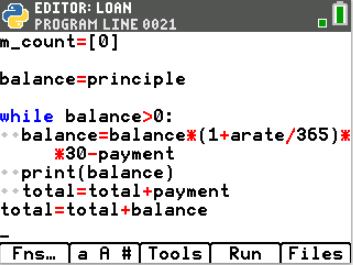 EDITOR: LOAN
PROGRAM LINE 0021
m_count=[0]
balance=principle
while balance>0:
balance=balance*(1+arate/365)*
*30-payment
print(balance)
total=total+payment
total=total+balance
_
Fns… a A # Tools Run Files